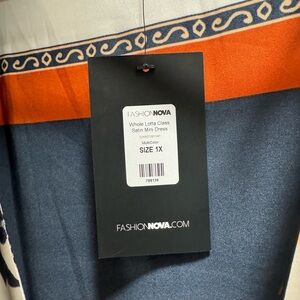 FASHIONNOVA
Whole Lotta Class
Satin Mini Dress
MultiColor
SIZE 1X
FASHIONNOVA.COM